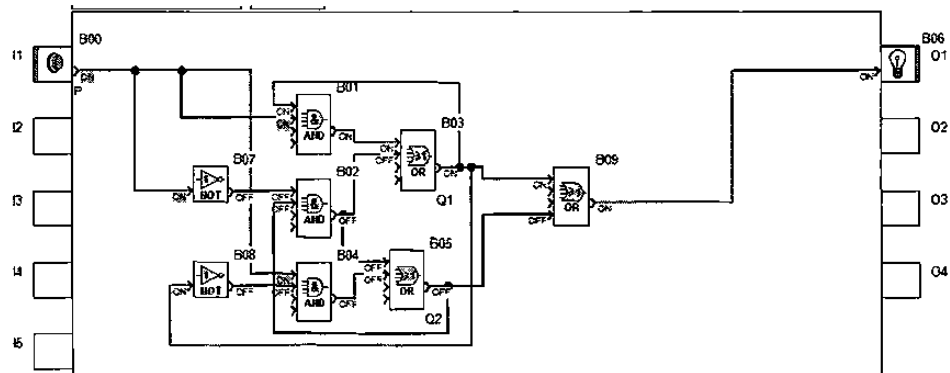 I1
B00
ON
P
B06
O1
ON
B01
ON
ON
&
AND
ON
B03
ON
OFF
OR
ON
Q1
I2
O2
B07
ON
BOT
OFF
B02
OFF
OFF
&
AND
OFF
B09
ON
OFF
OR
ON
I3
O3
B08
ON
BOT
OFF
B04
ON
OFF
&
AND
OFF
B05
OFF
OFF
OR
OFF
Q2
I4
O4
I5